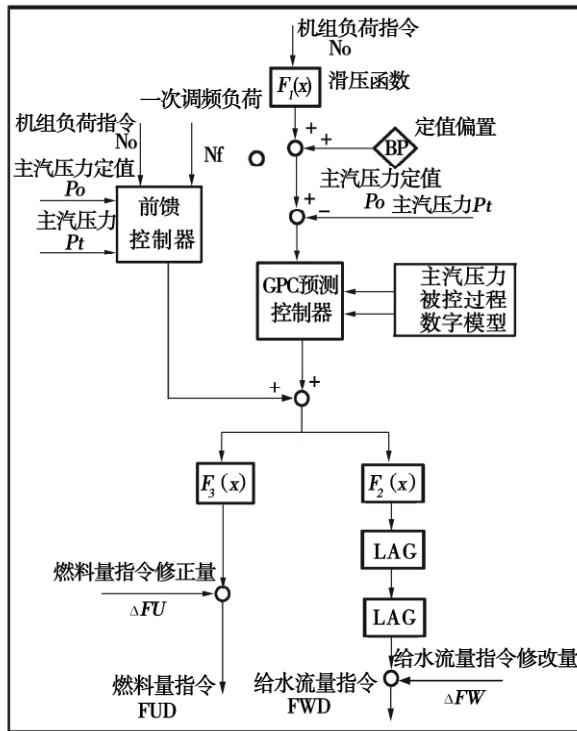 机组负荷指令
No
F1(x)
滑压函数
一次调频负荷
机组负荷指令
No
Nf
+
+
BP
定值偏置
主汽压力定值
Po
主汽压力
Pt
前馈
控制器
主汽压力定值
Po
+
−
主汽压力Pt
GPC预测
控制器
主汽压力
被控过程
数字模型
+
+
F3(x)
F2(x)
LAG
LAG
燃料量指令修正量
ΔFU
给水流量指令修改量
ΔFW
燃料量指令
FUD
给水流量指令
FWD